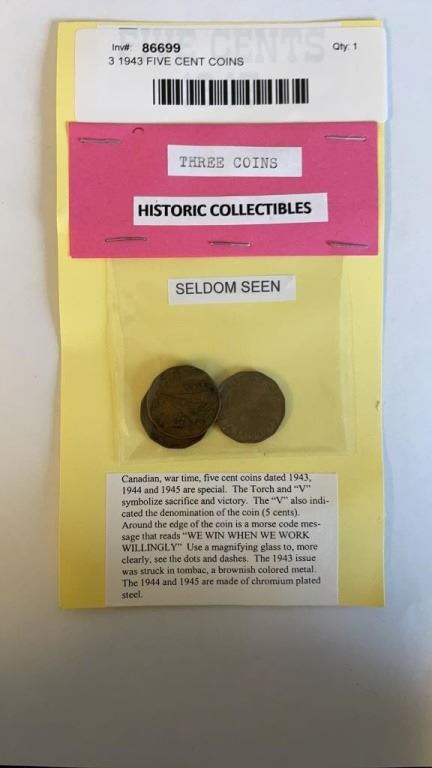 FIVE CENTS
Inv#: 86699 Qty: 1
3 1943 FIVE CENT COINS
THREE COINS
HISTORIC COLLECTIBLES
SELDOM SEEN
Canadian, war time, five cent coins dated 1943,
1944 and 1945 are special. The Torch and “V”
symbolize sacrifice and victory. The “V” also indi-
cated the denomination of the coin (5 cents).
Around the edge of the coin is a morse code mes-
sage that reads “WE WIN WHEN WE WORK
WILLINGLY” Use a magnifying glass to, more
clearly, see the dots and dashes. The 1943 issue
was struck in tombac, a brownish colored metal.
The 1944 and 1945 are made of chromium plated
steel.